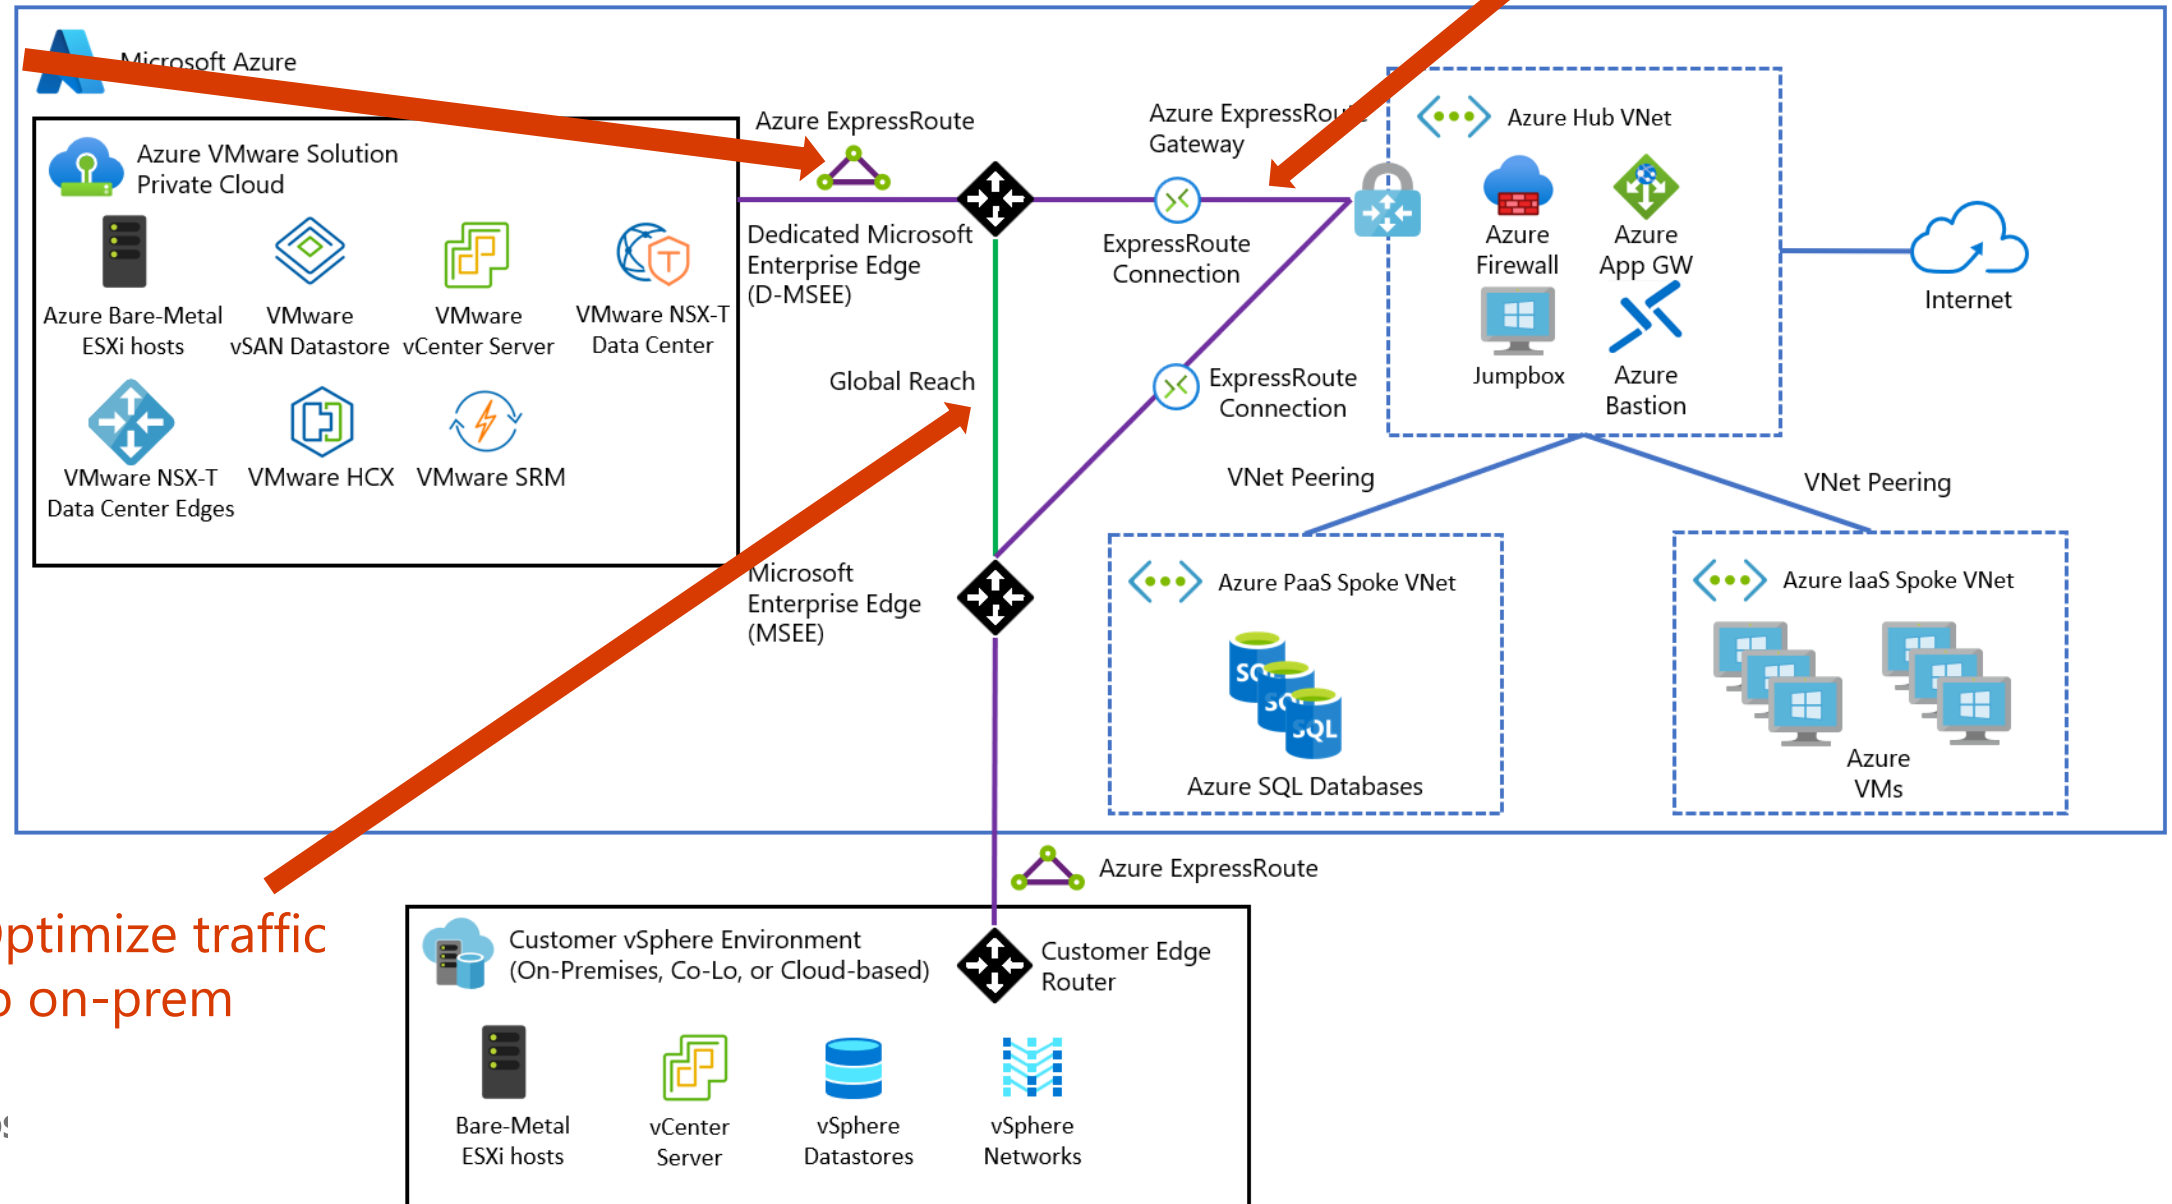 Microsoft Azure
Azure VMware Solution
Private Cloud
Azure Bare-Metal
ESXi hosts
VMware
vSAN Datastore
VMware
vCenter Server
VMware NSX-T
Data Center
VMware NSX-T
Data Center Edges
VMware HCX
VMware SRM
Azure ExpressRoute
Dedicated Microsoft
Enterprise Edge
(D-MSEE)
Global Reach
Microsoft
Enterprise Edge
(MSEE)
Azure ExpressRoute
Gateway
ExpressRoute
Connection
ExpressRoute
Connection
Azure Hub VNet
Azure
Firewall
Azure
App GW
Jumpbox
Azure
Bastion
Internet
VNet Peering
VNet Peering
Azure PaaS Spoke VNet
SQL
SQL
SQL
Azure SQL Databases
Azure IaaS Spoke VNet
Azure
VMs
Azure ExpressRoute
Optimize traffic
on-prem
Customer vSphere Environment
(On-Premises, Co-Lo, or Cloud-based)
Customer Edge
Router
Bare-Metal
ESXi hosts
vCenter
Server
vSphere
Datastores
vSphere
Networks